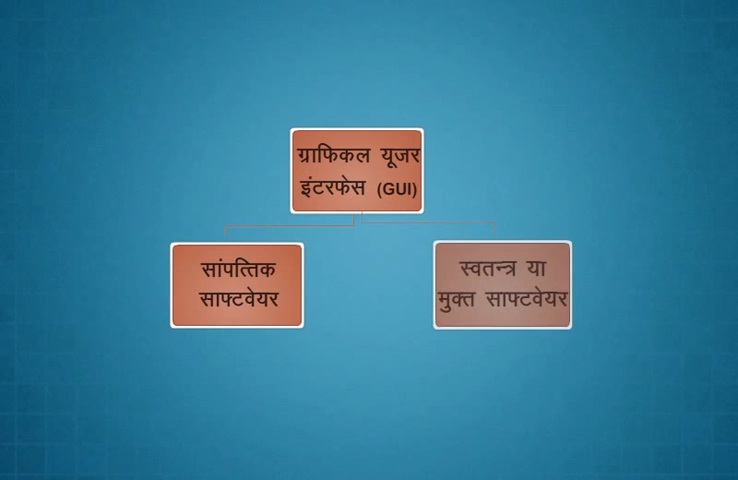 ग्राफिकल यूजर
इंटरफेस (GUI)
सांपत्तिक
साफ्टवेयर
स्वतन्त्र या
मुक्त साफ्टवेयर